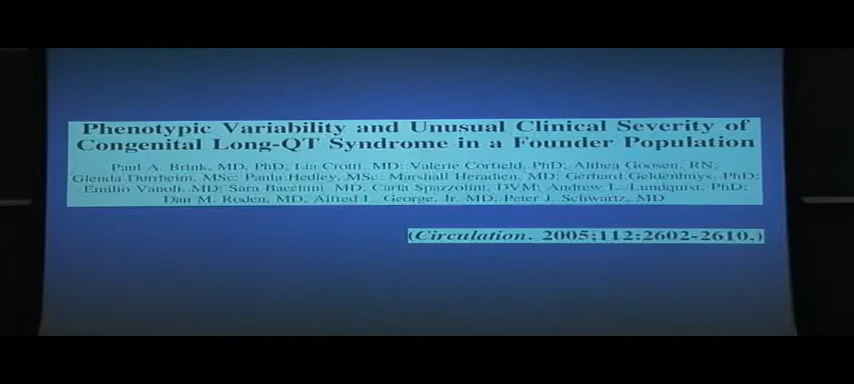 Phenotypic Variability and Unusual Clinical Severity of
Congenital Long-QT Syndrome in a Founder Population
Paul A. Brink, MD, PhD; Lia Crotti, MD; Valerie Corfield, PhD; Althea Goosen, RN;
Glenda Durrheim, MSc; Paula Hedley, MSc; Marshall Heradien, MD; Gerhard Geldenhuys, PhD;
Emilio Vanoli, MD; Sara Bacchini, MD; Carla Spazzolini, DVM; Andrew L. Lundquist, PhD;
Dan M. Roden, MD; Alfred L. George, Jr, MD; Peter J. Schwartz, MD
(Circulation. 2005;112:2602-2610.)